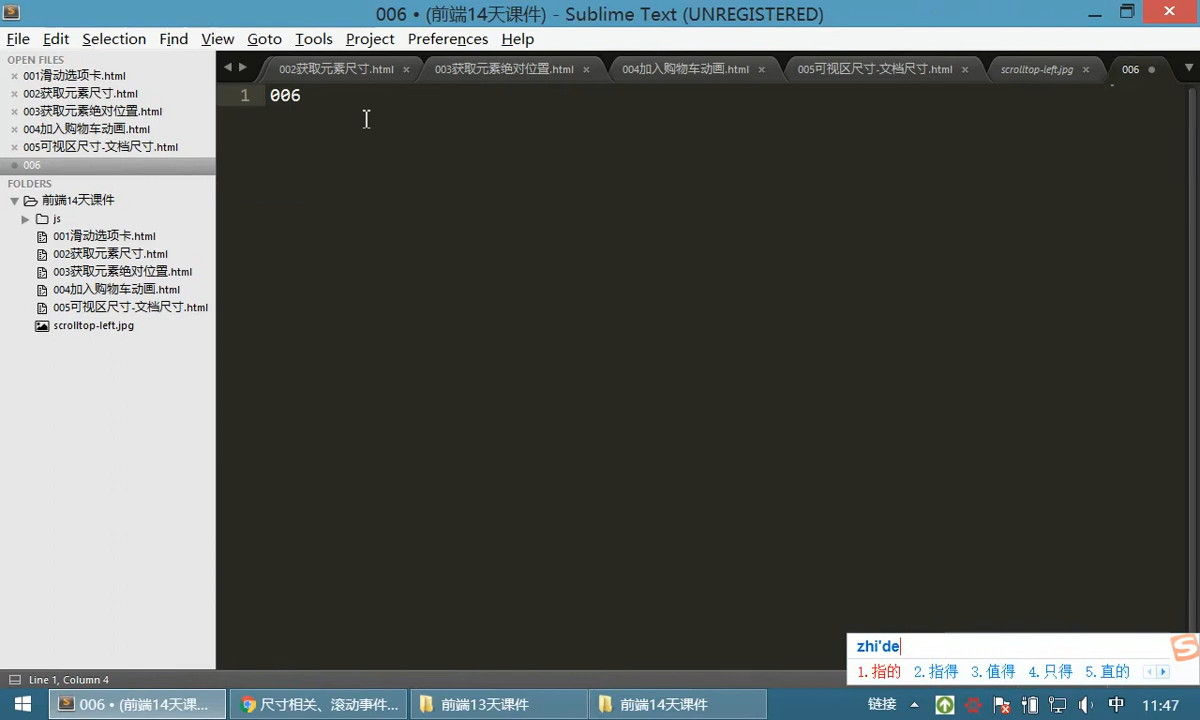 006 • (前端14天课件) - Sublime Text (UNREGISTERED)
File Edit Selection Find View Goto Tools Project Preferences Help
OPEN FILES
001滑动选项卡.html
002获取元素尺寸.html
003获取元素绝对位置.html
004加入购物车动画.html
005可视区尺寸-文档尺寸.html
006
FOLDERS
前端14天课件
js
001滑动选项卡.html
002获取元素尺寸.html
003获取元素绝对位置.html
004加入购物车动画.html
005可视区尺寸-文档尺寸.html
scrolltop-left.jpg
002获取元素尺寸.html 003获取元素绝对位置.html 004加入购物车动画.html 005可视区尺寸-文档尺寸.html scrolltop-left.jpg 006
1 006
zhi'de
1.指的 2.指得 3.值得 4.只得 5.直的
Line 1, Column 4
006 • (前端14天课... 尺寸相关、滚动事件... 前端13天课件 前端14天课件 链接 中 11:47